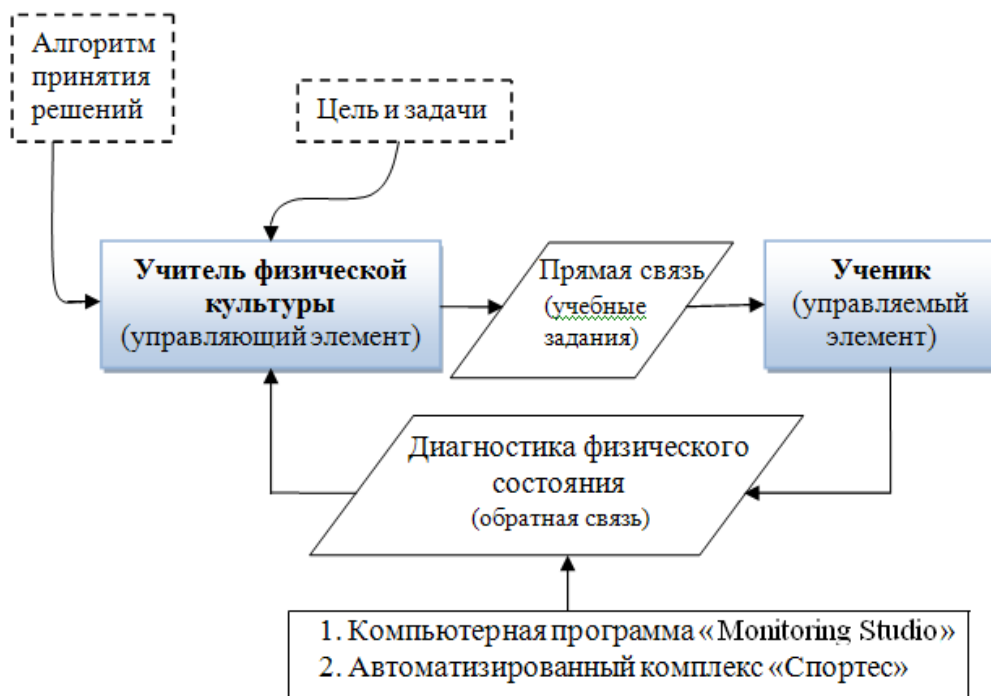 Алгоритм
принятия
решений
Цель и задачи
Учитель физической
культуры
(управляющий элемент)
Прямая связь
(учебные
задания)
Ученик
(управляемый
элемент)
Диагностика физического
состояния
(обратная связь)
1. Компьютерная программа «Monitoring Studio»
2. Автоматизированный комплекс «Спортес»